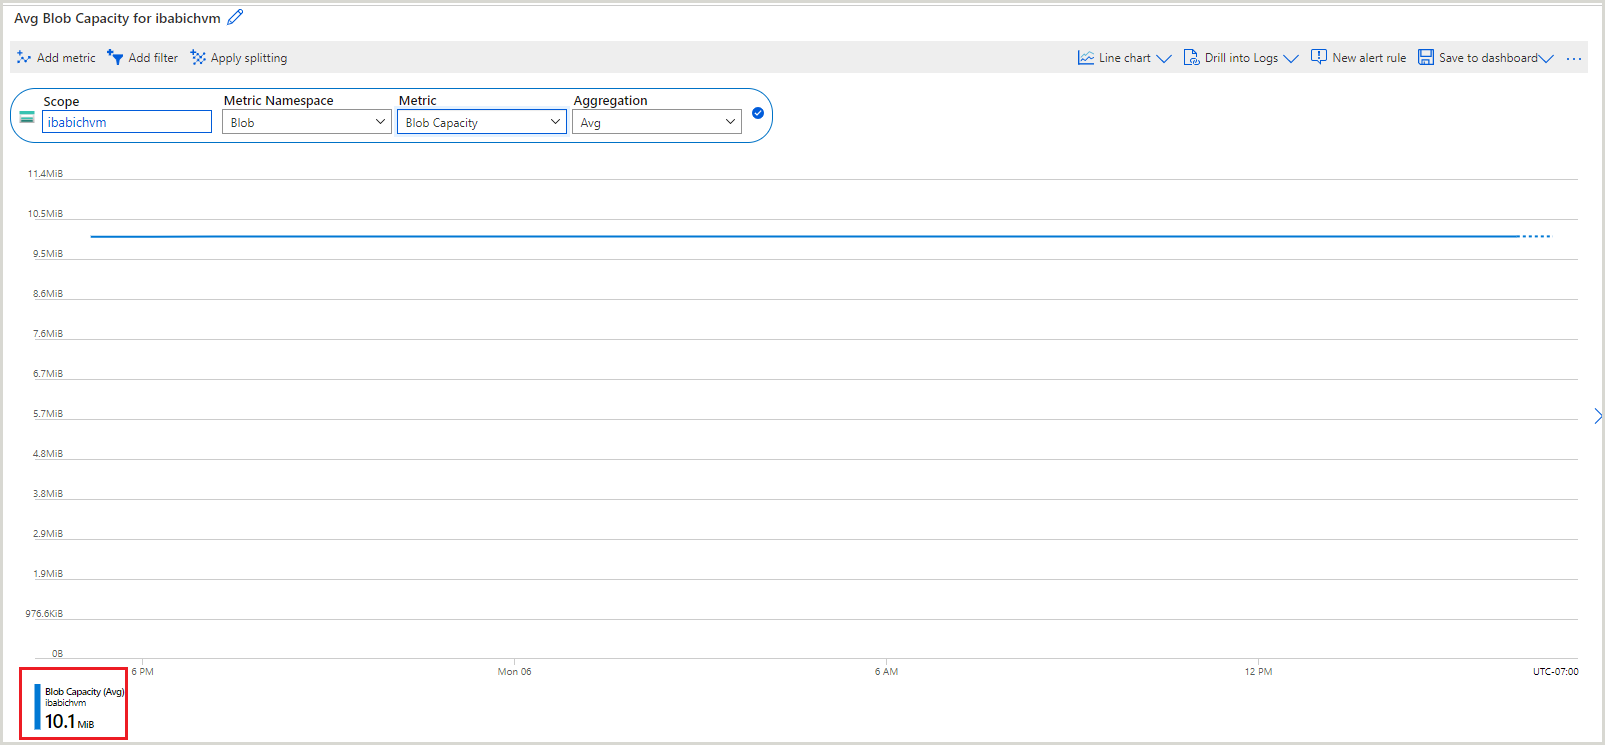 Avg Blob Capacity for ibabichvm
Add metric Add filter Apply splitting Line chart Drill into Logs New alert rule Save to dashboard ...
Scope Metric Namespace Metric Aggregation
ibabichvm Blob Blob Capacity Avg
11.4MiB
10.5MiB
9.5MiB
8.6MiB
7.6MiB
6.7MiB
5.7MiB
4.8MiB
3.8MiB
2.9MiB
1.9MiB
976.6KiB
0B
6 PM Mon 06 6 AM 12 PM UTC-07:00
Blob Capacity (Avg)
ibabichvm
10.1 MiB